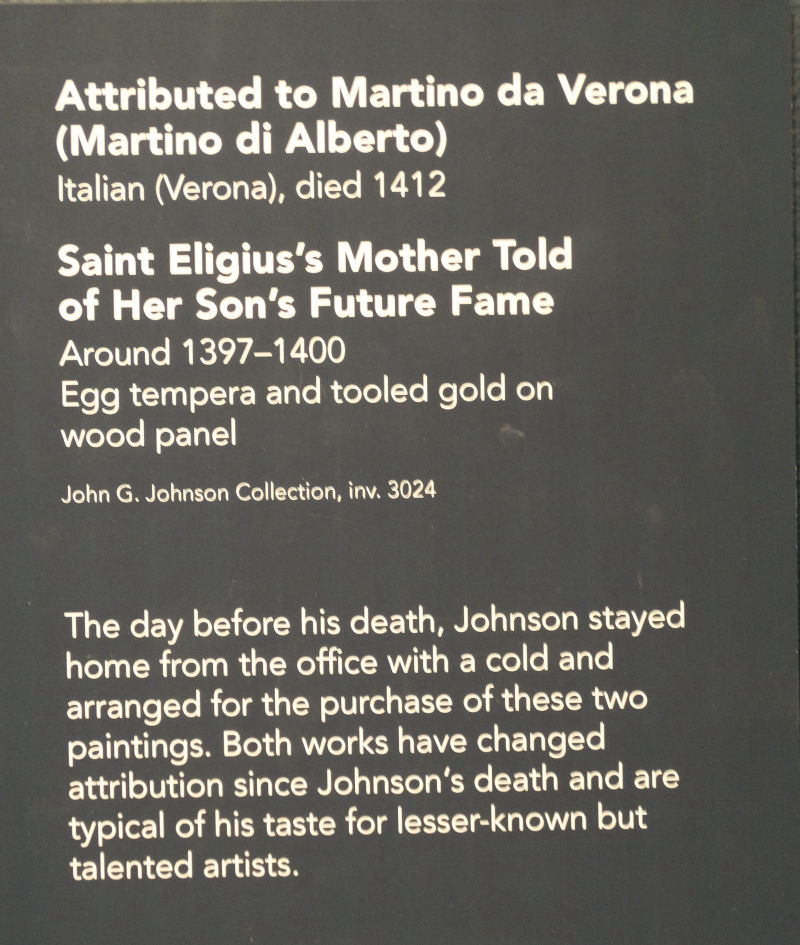 Attributed to Martino da Verona
(Martino di Alberto)
Italian (Verona), died 1412
Saint Eligius's Mother Told
of Her Son's Future Fame
Around 1397–1400
Egg tempera and tooled gold on
wood panel
John G. Johnson Collection, inv. 3024
The day before his death, Johnson stayed
home from the office with a cold and
arranged for the purchase of these two
paintings. Both works have changed
attribution since Johnson's death and are
typical of his taste for lesser-known but
talented artists.